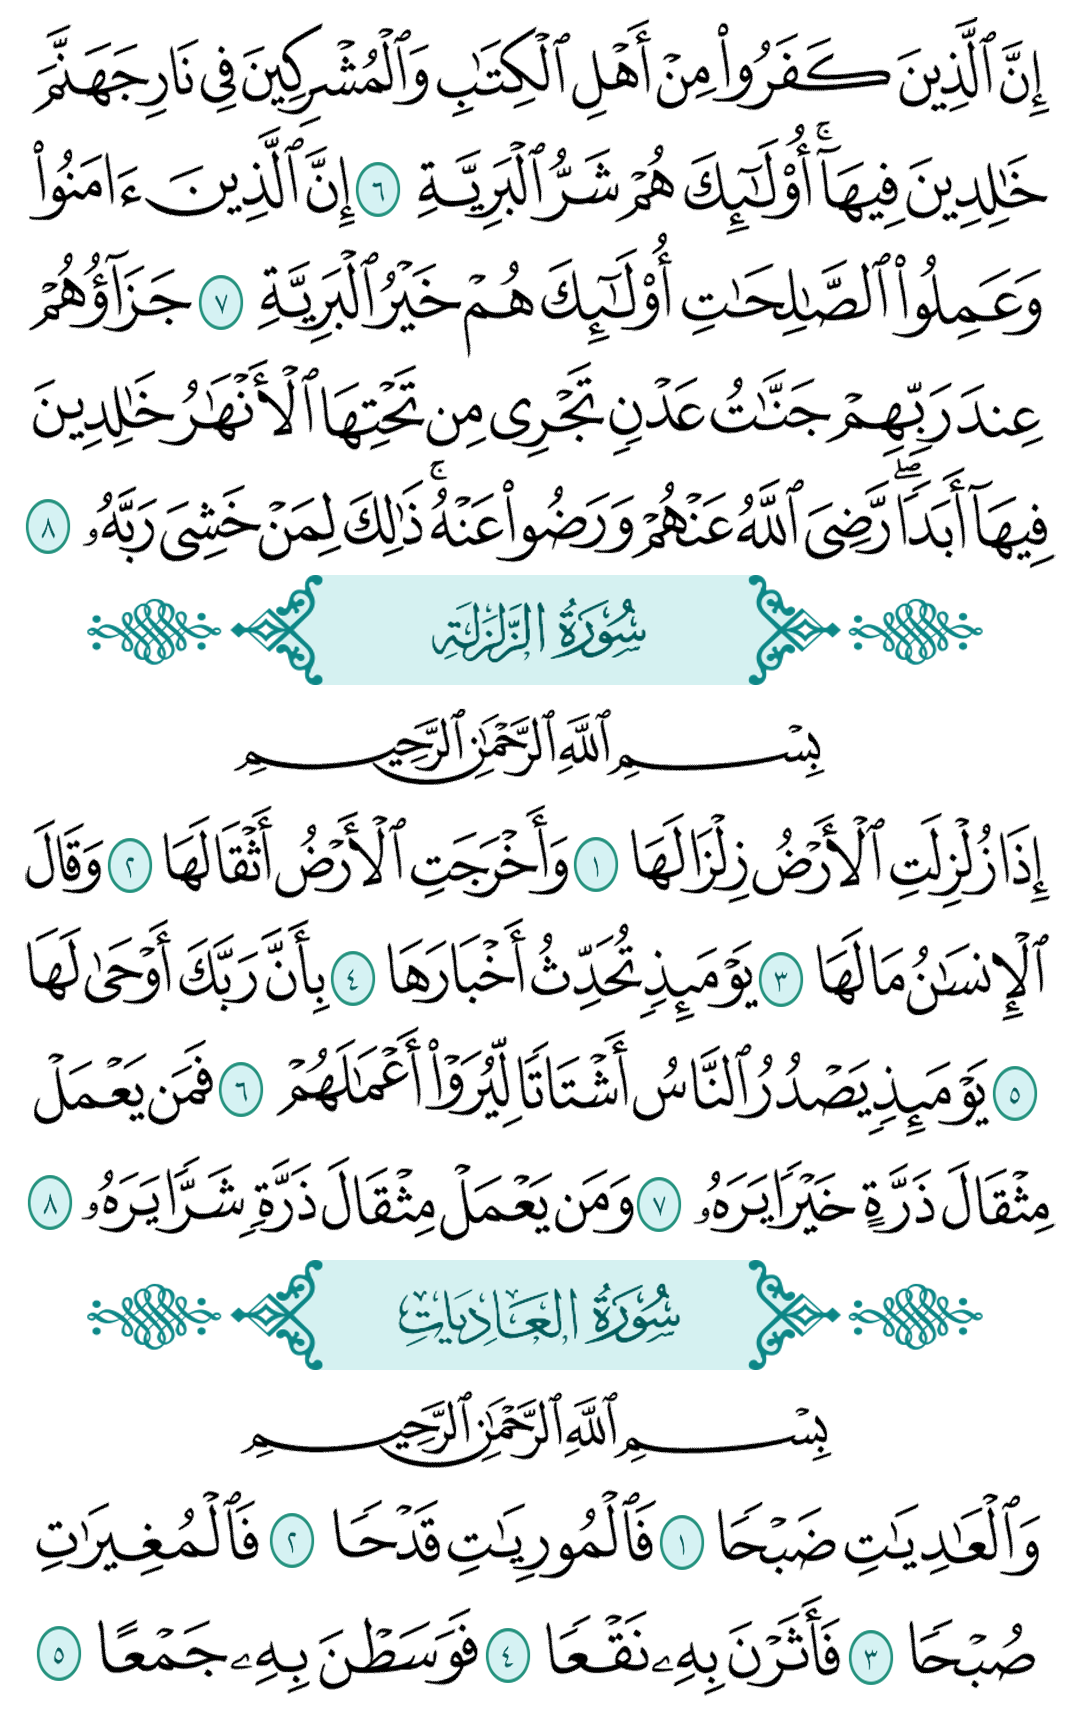 إِنَّ ٱلَّذِينَ كَفَرُوا۟ مِنْ أَهْلِ ٱلْكِتَـٰبِ وَٱلْمُشْرِكِينَ فِى نَارِ جَهَنَّمَ
خَـٰلِدِينَ فِيهَآ ۚ أُو۟لَـٰٓئِكَ هُمْ شَرُّ ٱلْبَرِيَّةِ ٦ إِنَّ ٱلَّذِينَ ءَامَنُوا۟
وَعَمِلُوا۟ ٱلصَّـٰلِحَـٰتِ أُو۟لَـٰٓئِكَ هُمْ خَيْرُ ٱلْبَرِيَّةِ ٧ جَزَآؤُهُمْ
عِندَ رَبِّهِمْ جَنَّـٰتُ عَدْنٍ تَجْرِى مِن تَحْتِهَا ٱلْأَنْهَـٰرُ خَـٰلِدِينَ
فِيهَآ أَبَدًا ۖ رَّضِىَ ٱللَّهُ عَنْهُمْ وَرَضُوا۟ عَنْهُ ۚ ذَٰلِكَ لِمَنْ خَشِىَ رَبَّهُۥ ٨
سُورَةُ الزَّلْزَلَةِ
بِسْمِ ٱللَّهِ ٱلرَّحْمَـٰنِ ٱلرَّحِيمِ
إِذَا زُلْزِلَتِ ٱلْأَرْضُ زِلْزَالَهَا ١ وَأَخْرَجَتِ ٱلْأَرْضُ أَثْقَالَهَا ٢ وَقَالَ
ٱلْإِنسَـٰنُ مَا لَهَا ٣ يَوْمَئِذٍ تُحَدِّثُ أَخْبَارَهَا ٤ بِأَنَّ رَبَّكَ أَوْحَىٰ لَهَا
٥ يَوْمَئِذٍ يَصْدُرُ ٱلنَّاسُ أَشْتَاتًا لِّيُرَوْا۟ أَعْمَـٰلَهُمْ ٦ فَمَن يَعْمَلْ
مِثْقَالَ ذَرَّةٍ خَيْرًا يَرَهُۥ ٧ وَمَن يَعْمَلْ مِثْقَالَ ذَرَّةٍ شَرًّا يَرَهُۥ ٨
سُورَةُ العَادِيَاتِ
بِسْمِ ٱللَّهِ ٱلرَّحْمَـٰنِ ٱلرَّحِيمِ
وَٱلْعَـٰدِيَـٰتِ ضَبْحًا ١ فَٱلْمُورِيَـٰتِ قَدْحًا ٢ فَٱلْمُغِيرَٰتِ
صُبْحًا ٣ فَأَثَرْنَ بِهِۦ نَقْعًا ٤ فَوَسَطْنَ بِهِۦ جَمْعًا ٥